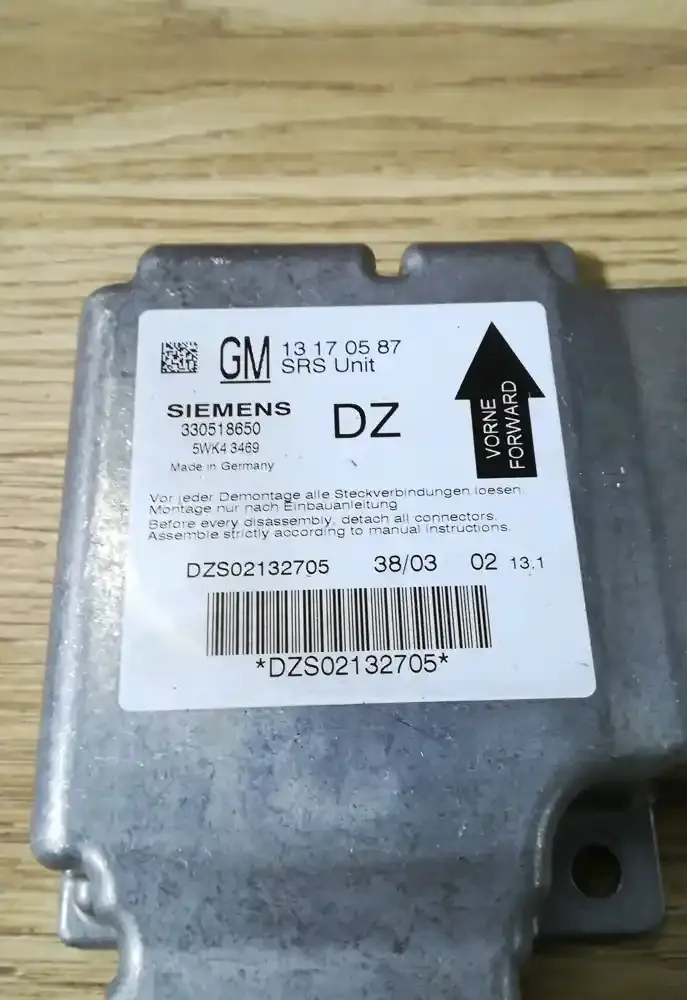 GM 13 17 05 87
SRS Unit
SIEMENS
DZ
330518650
5WK4 3469
Made in Germany
VORNE
FORWARD
Vor jeder Demontage alle Steckverbindungen loesen.
Montage nur nach Einbauanleitung
Before every disassembly, detach all connectors.
Assemble strictly according to manual instructions.
DZS02132705 38/03 02 13.1
*DZS02132705*